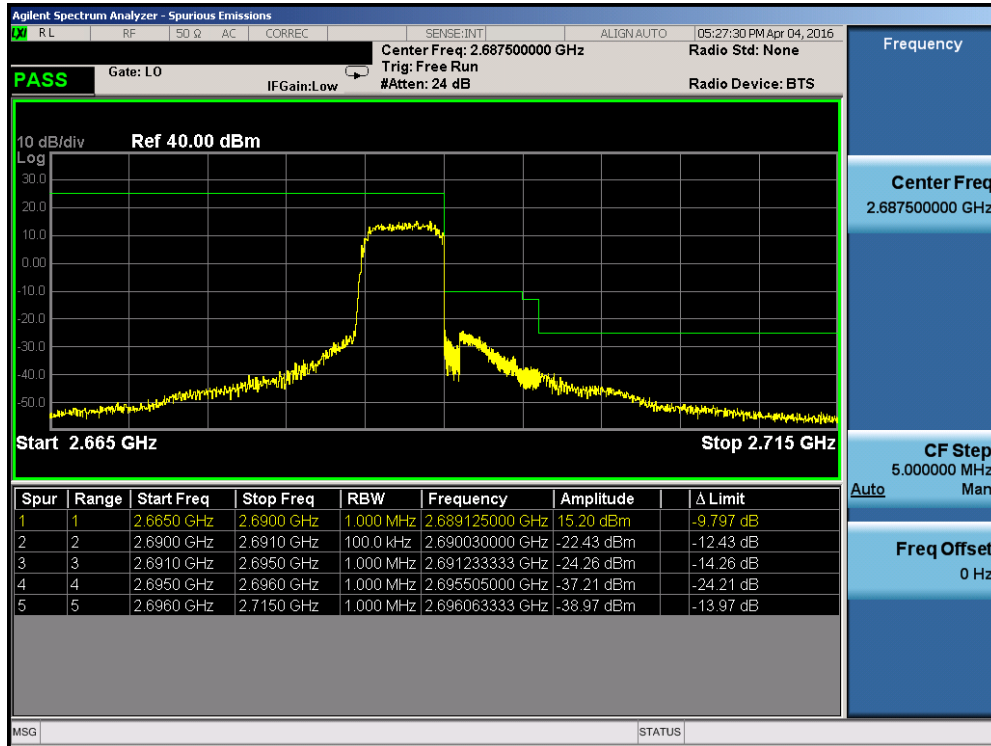 Agilent Spectrum Analyzer - Spurious Emissions
LXI RL RF 50 Ω AC CORREC SENSE:INT ALIGN AUTO 05:27:30 PM Apr 04, 2016
Center Freq: 2.687500000 GHz Radio Std: None
PASS Gate: LO Trig: Free Run
IFGain:Low #Atten: 24 dB Radio Device: BTS
10 dB/div Ref 40.00 dBm
Log
30.0
20.0
10.0
0.00
-10.0
-20.0
-30.0
-40.0
-50.0
Start 2.665 GHz Stop 2.715 GHz
Spur Range Start Freq Stop Freq RBW Frequency Amplitude Δ Limit
1 1 2.6650 GHz 2.6900 GHz 1.000 MHz 2.689125000 GHz 15.20 dBm -9.797 dB
2 2 2.6900 GHz 2.6910 GHz 100.0 kHz 2.690030000 GHz -22.43 dBm -12.43 dB
3 3 2.6910 GHz 2.6950 GHz 1.000 MHz 2.691233333 GHz -24.26 dBm -14.26 dB
4 4 2.6950 GHz 2.6960 GHz 1.000 MHz 2.695505000 GHz -37.21 dBm -24.21 dB
5 5 2.6960 GHz 2.7150 GHz 1.000 MHz 2.696063333 GHz -38.97 dBm -13.97 dB
MSG STATUS
Frequency
Center Freq
2.687500000 GHz
CF Step
5.000000 MHz
Auto Man
Freq Offset
0 Hz